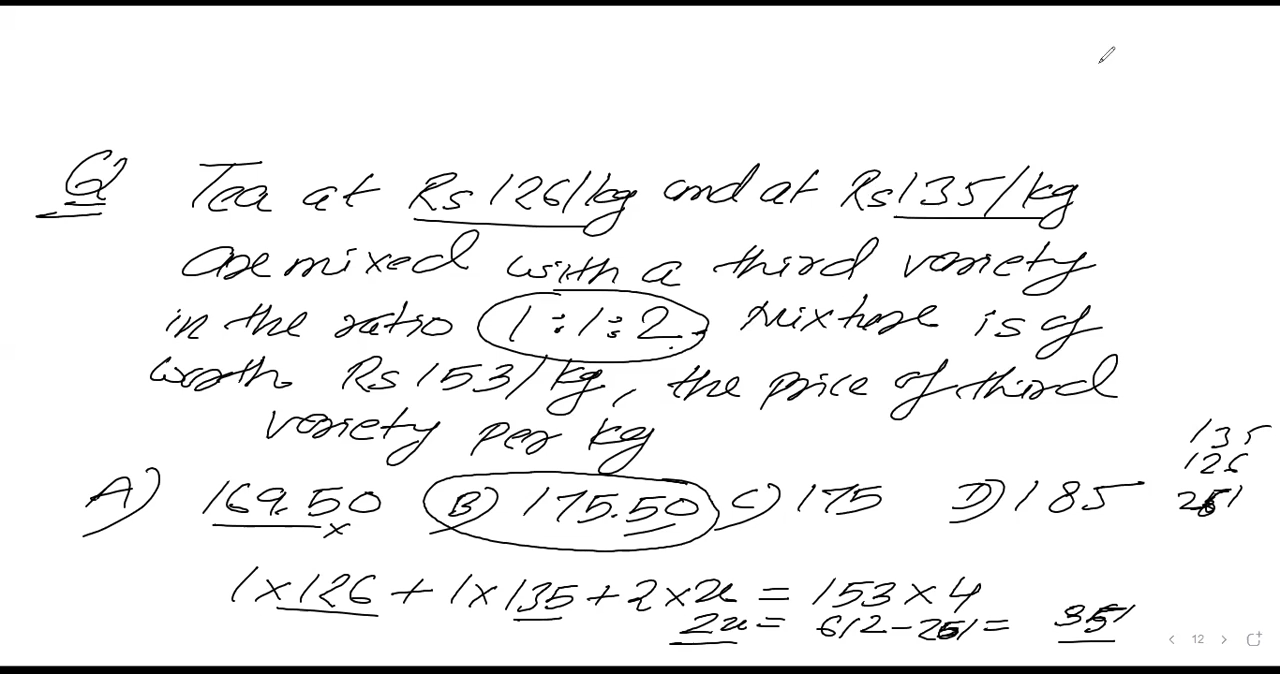 Q Tea at Rs 126/kg and at Rs 135/kg
are mixed with a third variety
in the ratio 1:1:2. Mixture is of
worth Rs 153/kg, the price of third
variety per kg
A) 169.50 B) 175.50 C) 175 D) 185
135
126
261
1×126 + 1×135 + 2×x = 153×4
2x = 612-261 = 351
12